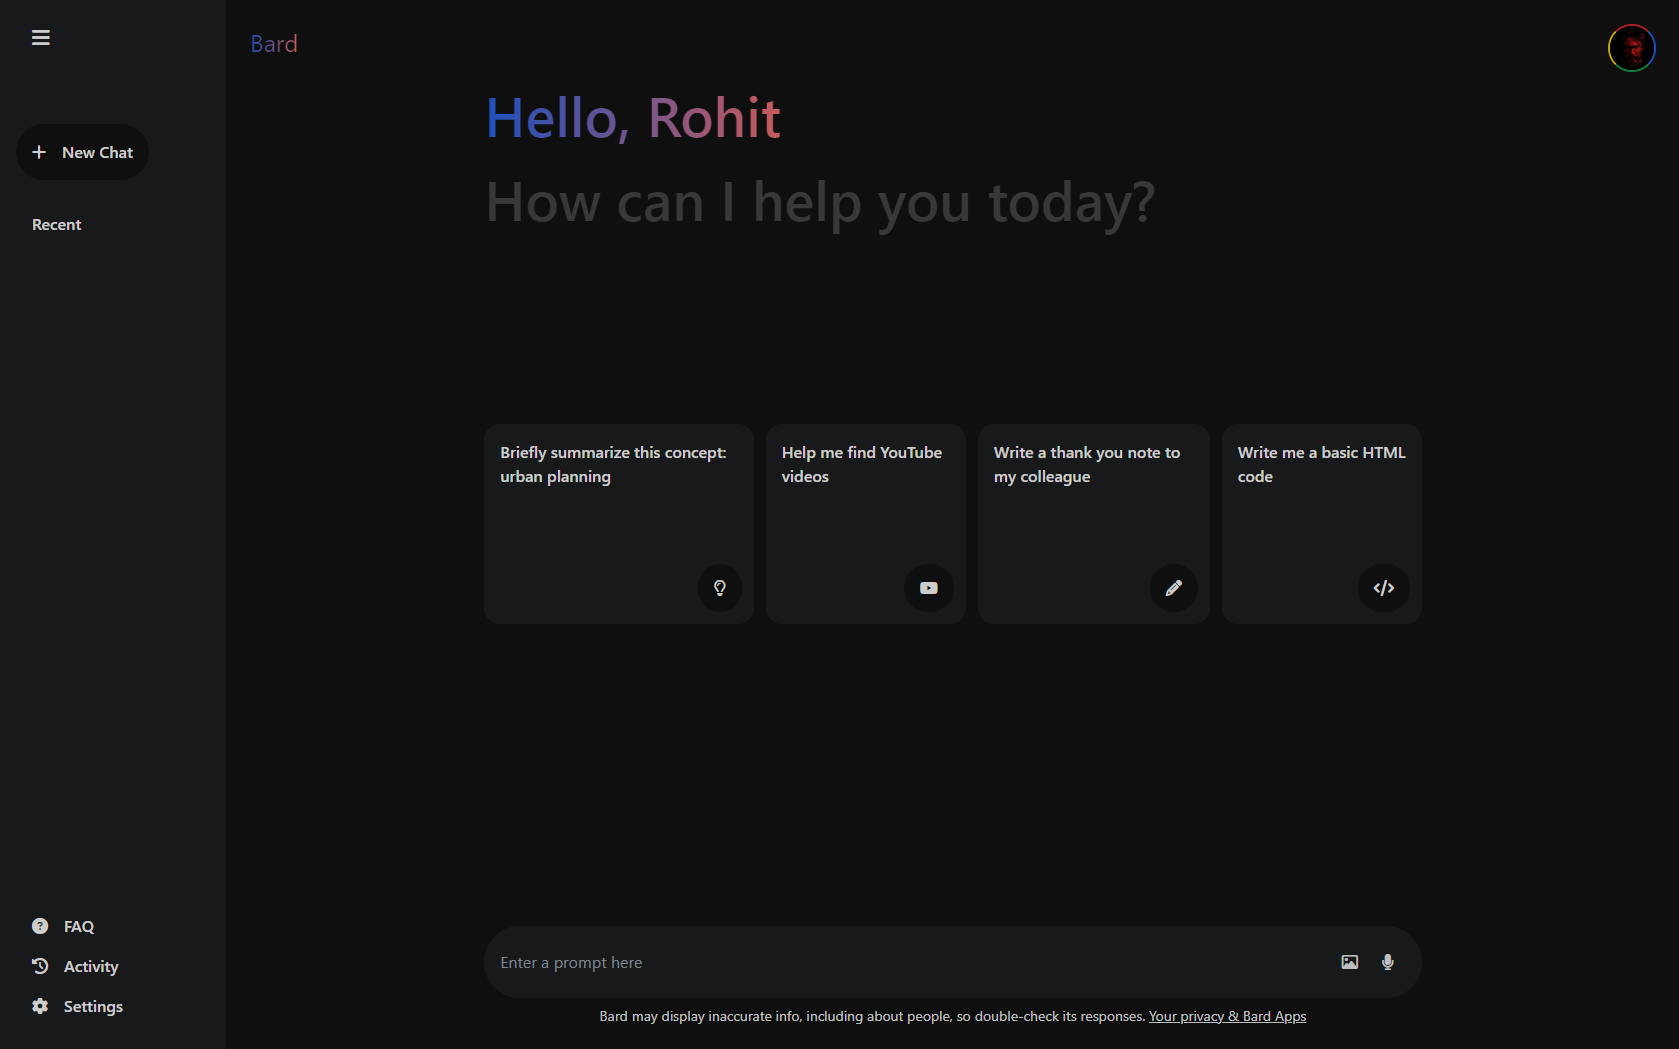 Bard
New Chat
Recent
Hello, Rohit
How can I help you today?
Briefly summarize this concept:
urban planning
Help me find YouTube
videos
Write a thank you note to
my colleague
Write me a basic HTML
code
FAQ
Activity
Settings
Enter a prompt here
Bard may display inaccurate info, including about people, so double-check its responses. Your privacy & Bard Apps